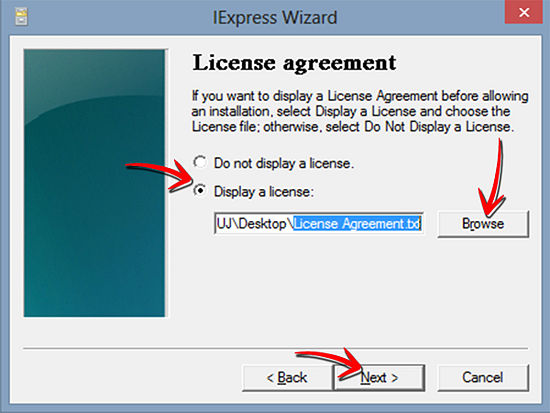 IExpress Wizard
License agreement
If you want to display a License Agreement before allowing
an installation, select Display a License and choose the
License file; otherwise, select Do Not Display a License.
Do not display a license.
Display a license:
UJ\Desktop\License Agreement.txt
Browse
< Back
Next >
Cancel